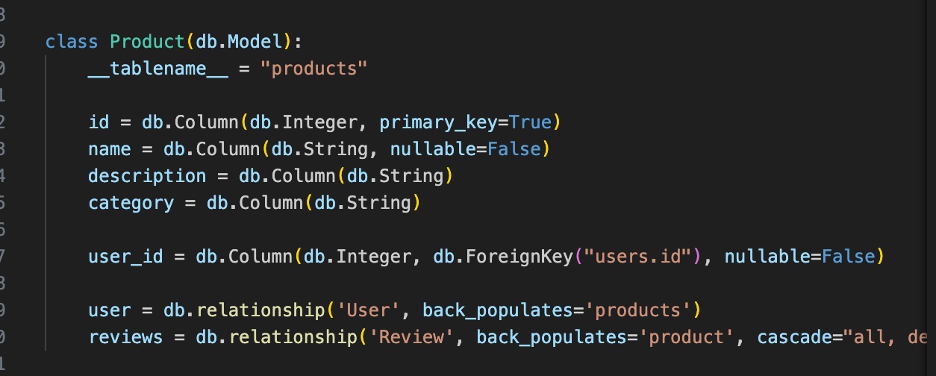 8
9 class Product(db.Model):
0 __tablename__ = "products"
1
2 id = db.Column(db.Integer, primary_key=True)
3 name = db.Column(db.String, nullable=False)
4 description = db.Column(db.String)
5 category = db.Column(db.String)
6
7 user_id = db.Column(db.Integer, db.ForeignKey("users.id"), nullable=False)
8
9 user = db.relationship('User', back_populates='products')
0 reviews = db.relationship('Review', back_populates='product', cascade="all, de
1